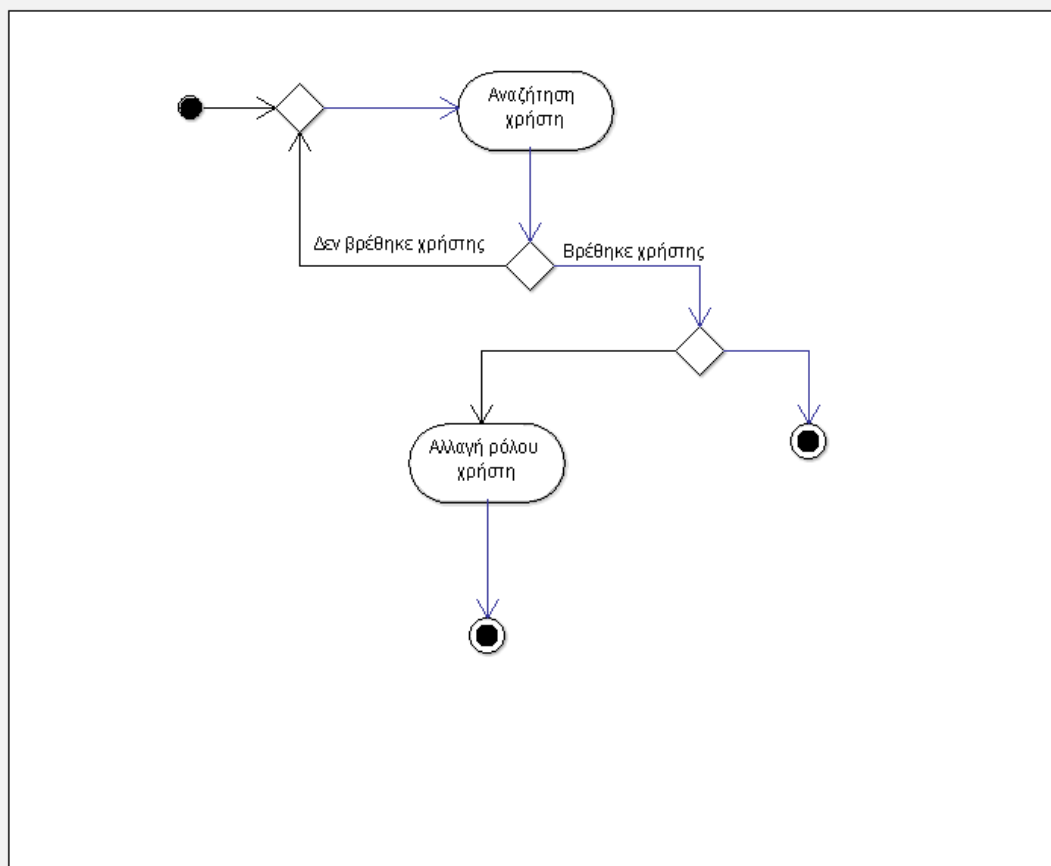 Αναζήτηση
χρήστη
Δεν βρέθηκε χρήστης
Βρέθηκε χρήστης
Αλλαγή ρόλου
χρήστη